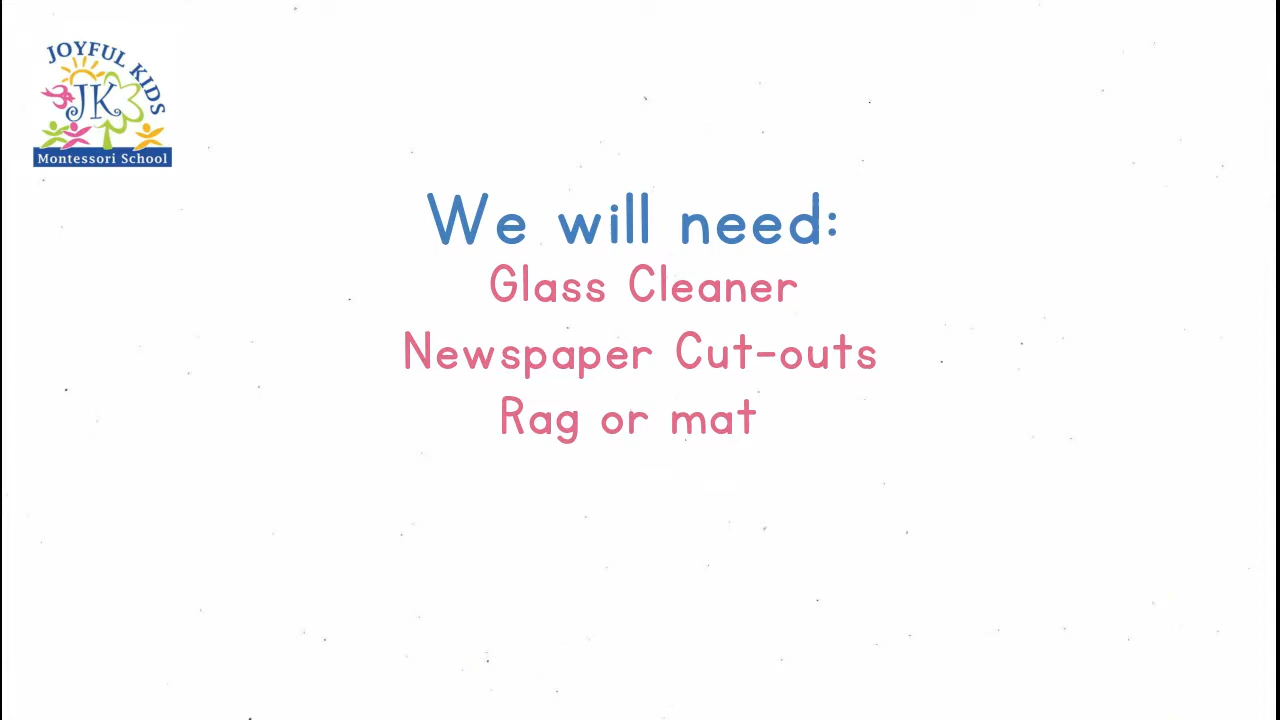 JOYFUL KIDS
JK
Montessori School
We will need:
Glass Cleaner
Newspaper Cut-outs
Rag or mat